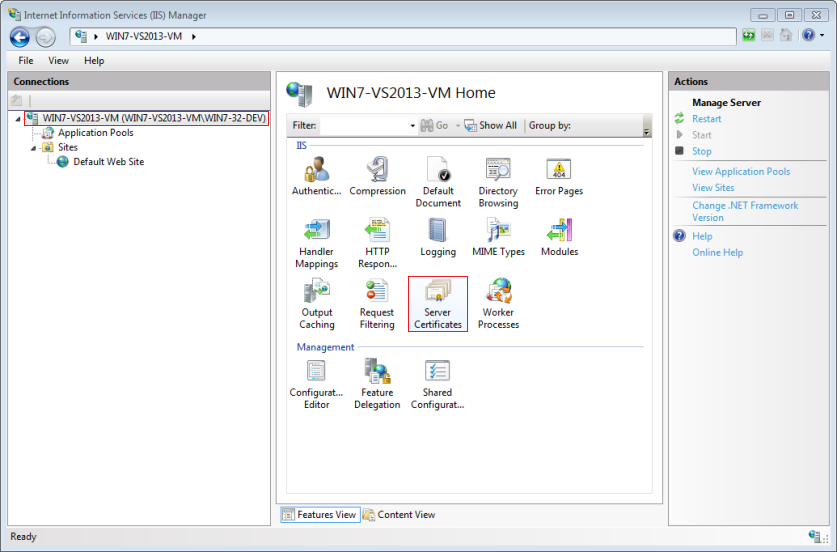 Internet Information Services (IIS) Manager
WIN7-VS2013-VM
File View Help
Connections
WIN7-VS2013-VM (WIN7-VS2013-VM\WIN7-32-DEV)
Application Pools
Sites
Default Web Site
WIN7-VS2013-VM Home
Filter: Go Show All Group by:
IIS
Authentic... Compression Default Document Directory Browsing Error Pages
Handler Mappings HTTP Respon... Logging MIME Types Modules
Output Caching Request Filtering Server Certificates Worker Processes
Management
Configurat... Editor Feature Delegation Shared Configurat...
Features View Content View
Actions
Manage Server
Restart
Start
Stop
View Application Pools
View Sites
Change .NET Framework
Version
Help
Online Help
Ready